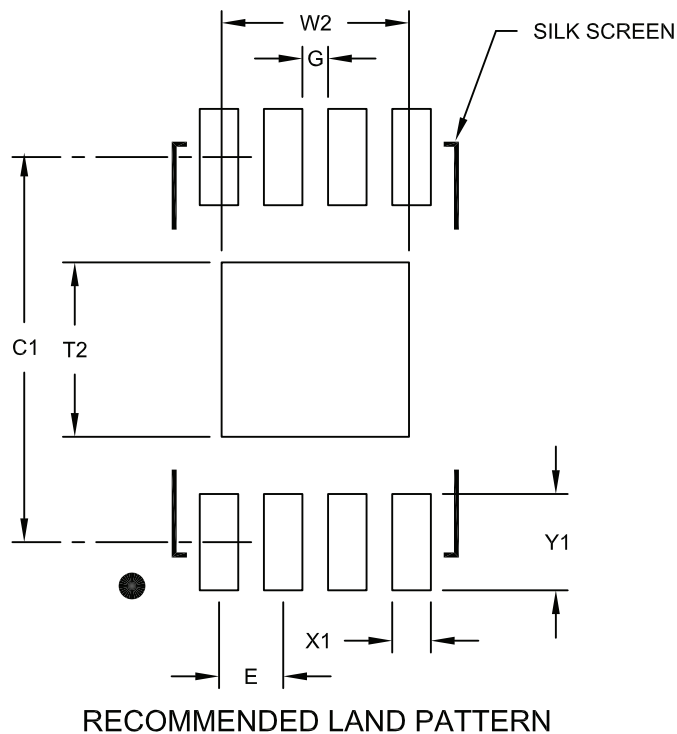 W2
G
SILK SCREEN
C1
T2
Y1
X1
E
RECOMMENDED LAND PATTERN